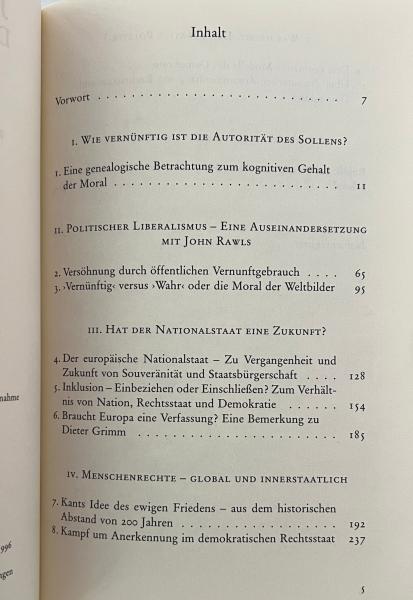 Inhalt
Vorwort . . . . . . . . . . . . . . . . . . . . . . . . . . 7
I. Wie vernünftig ist die Autorität des Sollens?
1. Eine genealogische Betrachtung zum kognitiven Gehalt
der Moral . . . . . . . . . . . . . . . . . . . . . . . . 11
II. Politischer Liberalismus – Eine Auseinandersetzung
mit John Rawls
2. Versöhnung durch öffentlichen Vernunftgebrauch . . . . 65
3. ›Vernünftig‹ versus ›Wahr‹ oder die Moral der Weltbilder 95
III. Hat der Nationalstaat eine Zukunft?
4. Der europäische Nationalstaat – Zu Vergangenheit und
Zukunft von Souveränität und Staatsbürgerschaft . . . . 128
5. Inklusion – Einbeziehen oder Einschließen? Zum Verhält-
nis von Nation, Rechtsstaat und Demokratie . . . . . . 154
6. Braucht Europa eine Verfassung? Eine Bemerkung zu
Dieter Grimm . . . . . . . . . . . . . . . . . . . . . 185
IV. Menschenrechte – global und innerstaatlich
7. Kants Idee des ewigen Friedens – aus dem historischen
Abstand von 200 Jahren . . . . . . . . . . . . . . . . 192
8. Kampf um Anerkennung im demokratischen Rechtsstaat 237
5
nahme
1996
ngen